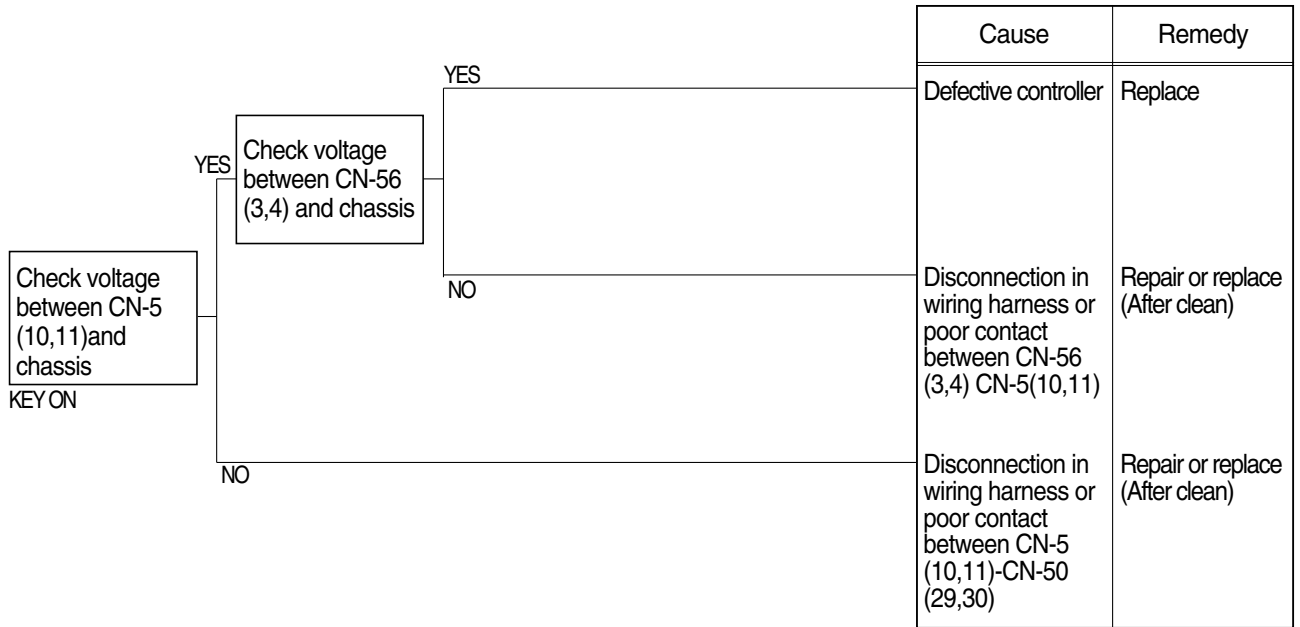 Cause
Remedy
YES
Defective controller
Replace
YES
Check voltage
between CN-56
(3,4) and chassis
NO
Disconnection in
wiring harness or
poor contact
between CN-56
(3,4) CN-5(10,11)
Repair or replace
(After clean)
Check voltage
between CN-5
(10,11)and
chassis
KEY ON
NO
Disconnection in
wiring harness or
poor contact
between CN-5
(10,11)-CN-50
(29,30)
Repair or replace
(After clean)